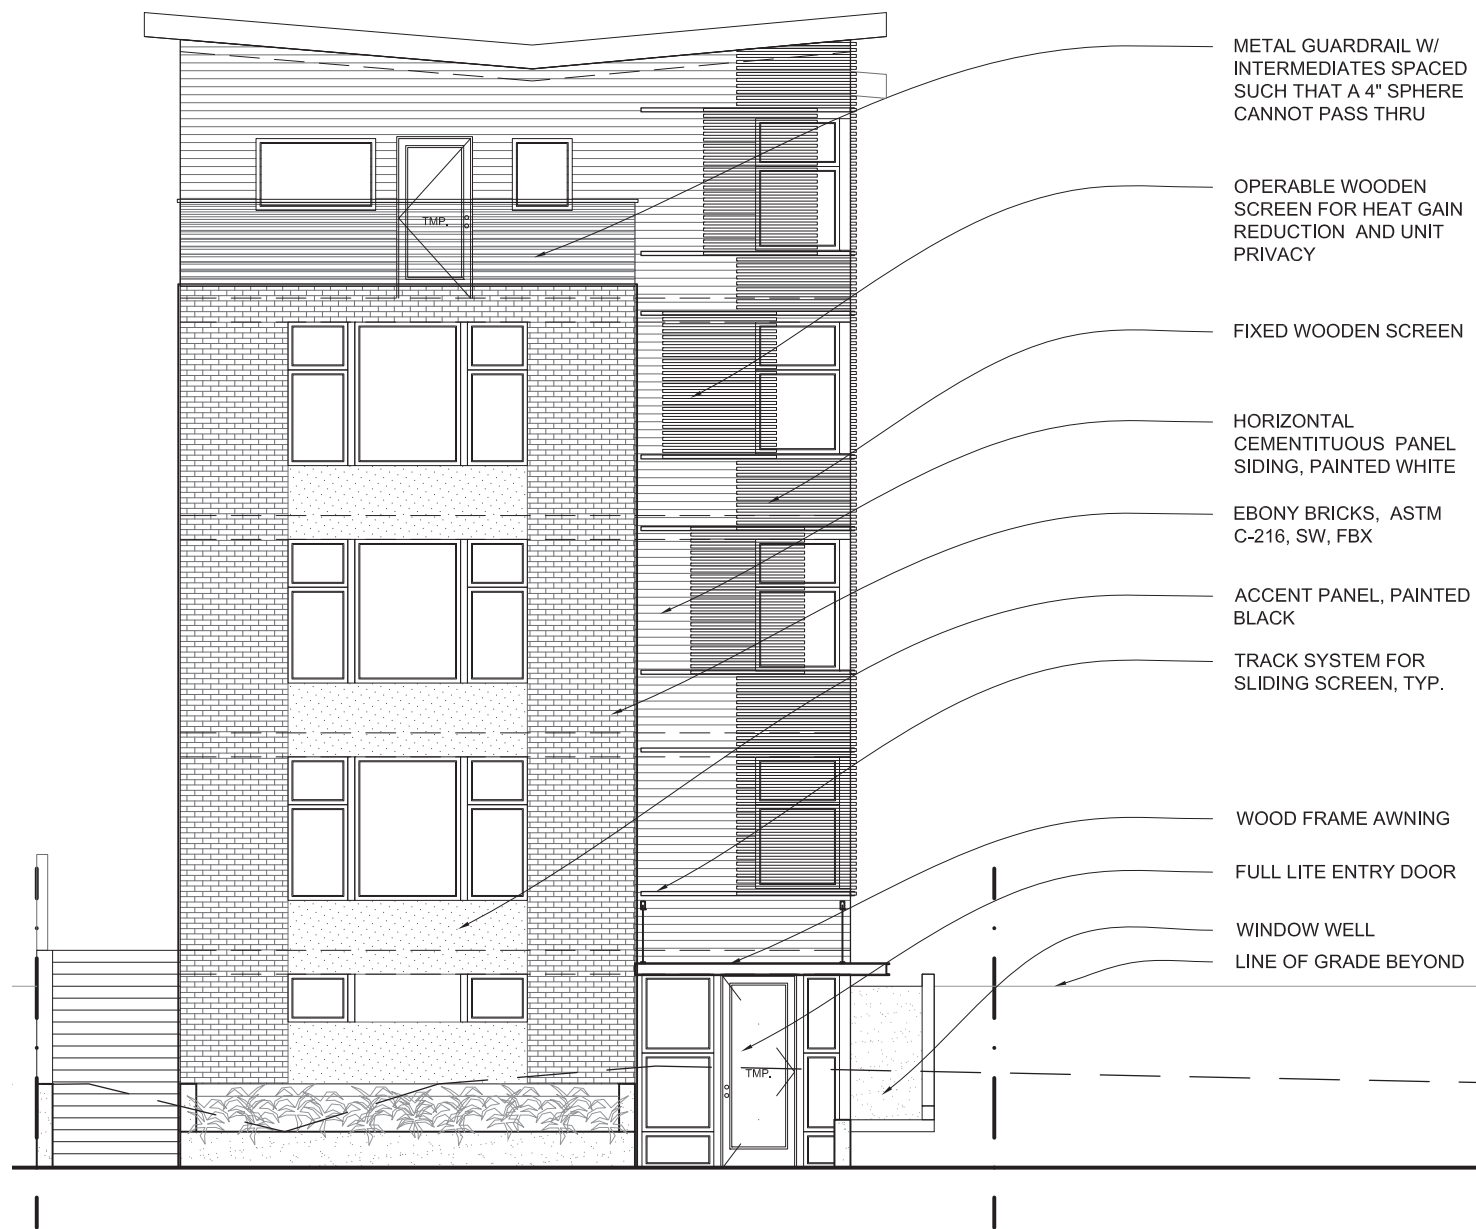 METAL GUARDRAIL W/
INTERMEDIATES SPACED
SUCH THAT A 4" SPHERE
CANNOT PASS THRU
OPERABLE WOODEN
SCREEN FOR HEAT GAIN
REDUCTION AND UNIT
PRIVACY
TMP.
FIXED WOODEN SCREEN
HORIZONTAL
CEMENTITUOUS PANEL
SIDING, PAINTED WHITE
EBONY BRICKS, ASTM
C-216, SW, FBX
ACCENT PANEL, PAINTED
BLACK
TRACK SYSTEM FOR
SLIDING SCREEN, TYP.
WOOD FRAME AWNING
FULL LITE ENTRY DOOR
WINDOW WELL
LINE OF GRADE BEYOND
TMP.